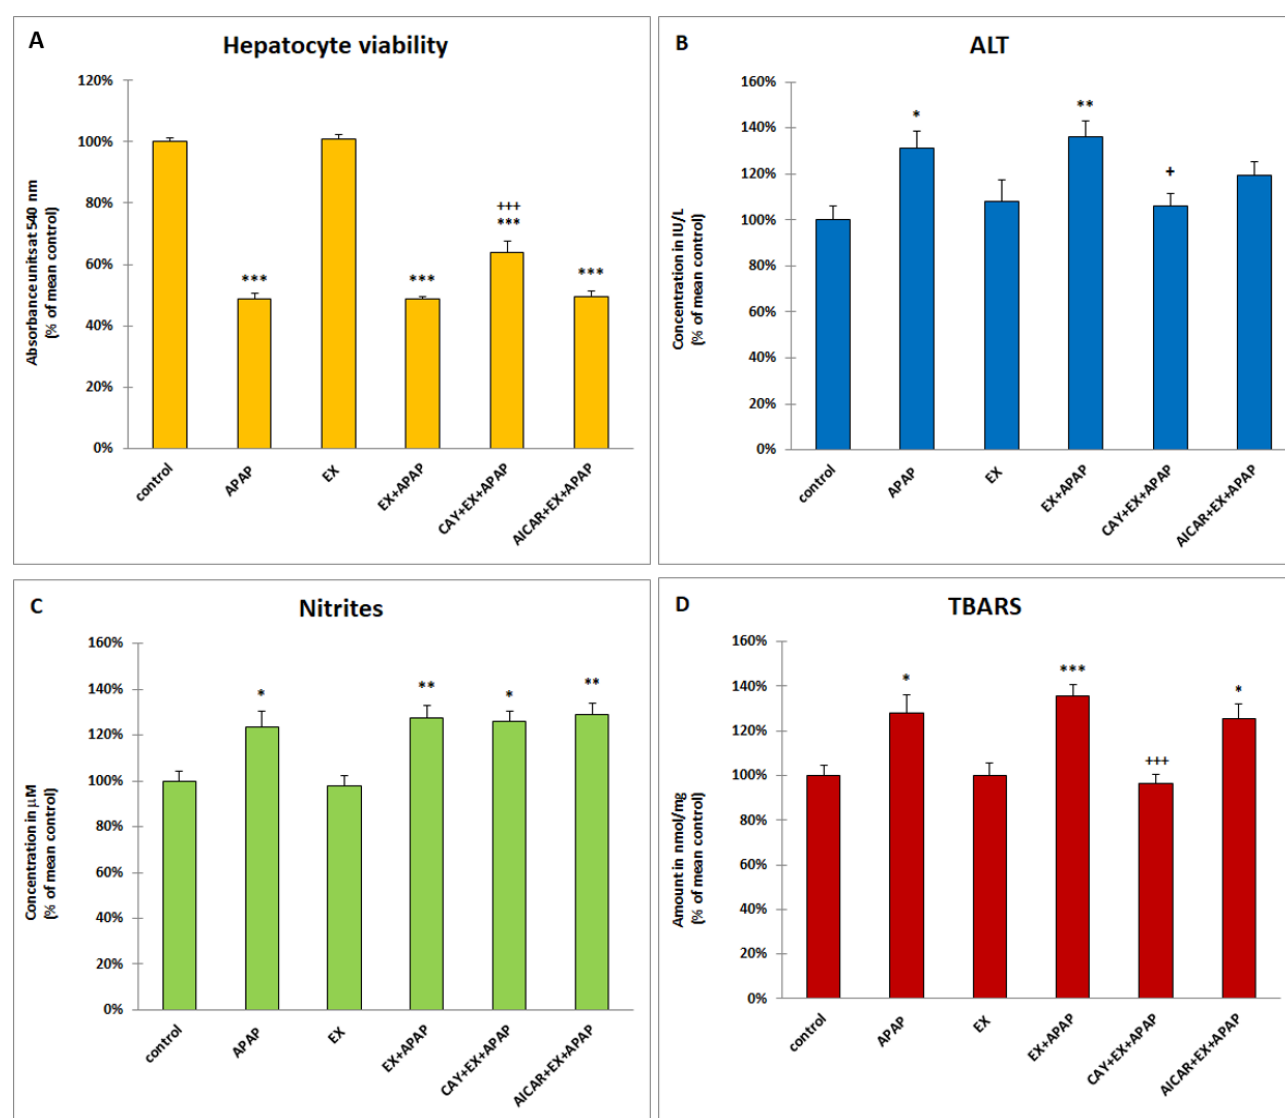 A
Hepatocyte viability
Absorbance unitsat 540 nm
(% of mean control)
120%
100%
80%
60%
40%
20%
0%
***
***
+++
***
***
control
APAP
EX
EX+APAP
CAY+EX+APAP
AICAR+EX+APAP
B
ALT
Concentration in IU/L
(% of mean control)
160%
140%
120%
100%
80%
60%
40%
20%
0%
*
**
+
control
APAP
EX
EX+APAP
CAY+EX+APAP
AICAR+EX+APAP
C
Nitrites
Concentration in µM
(% of mean control)
160%
140%
120%
100%
80%
60%
40%
20%
0%
*
**
*
**
control
APAP
EX
EX+APAP
CAY+EX+APAP
AICAR+EX+APAP
D
TBARS
Amount in nmol/mg
(% of mean control)
160%
140%
120%
100%
80%
60%
40%
20%
0%
*
***
+++
*
control
APAP
EX
EX+APAP
CAY+EX+APAP
AICAR+EX+APAP